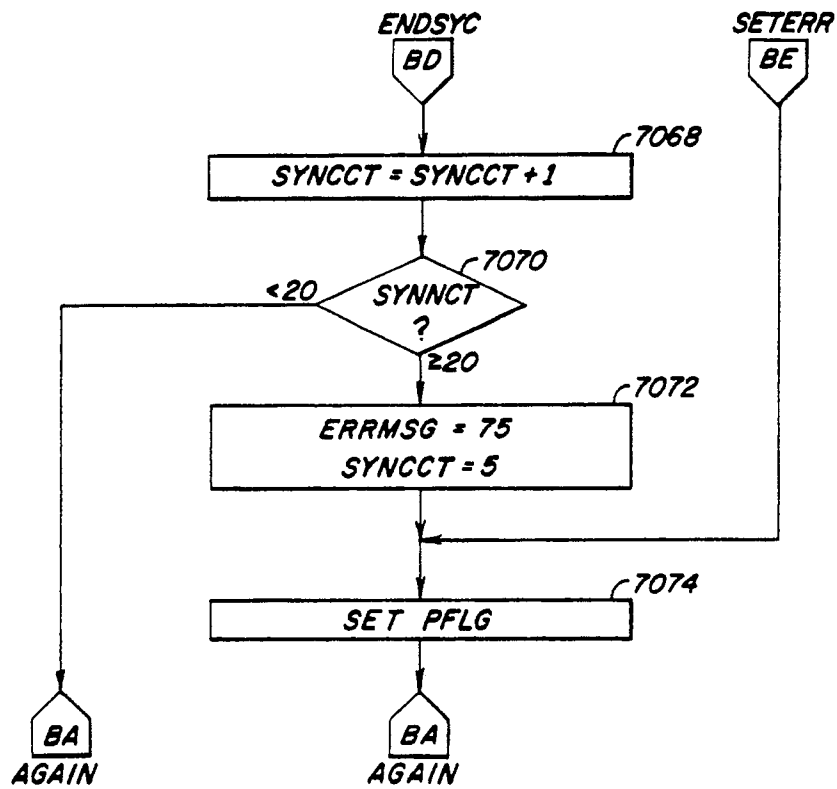 ENDSYC
BD
SETERR
BE
7068
SYNCCT = SYNCCT + 1
7070
<20
SYNNCT
?
≥20
7072
ERRMSG = 75
SYNCCT = 5
7074
SET PFLG
BA
AGAIN
BA
AGAIN